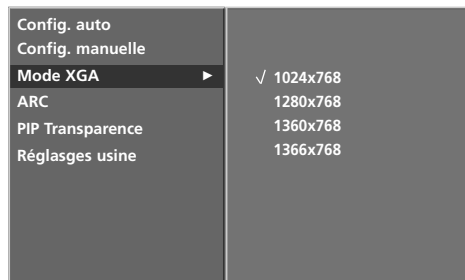 Config. auto
Config. manuelle
Mode XGA ►
ARC
PIP Transparence
Réglasges usine
√ 1024x768
1280x768
1360x768
1366x768